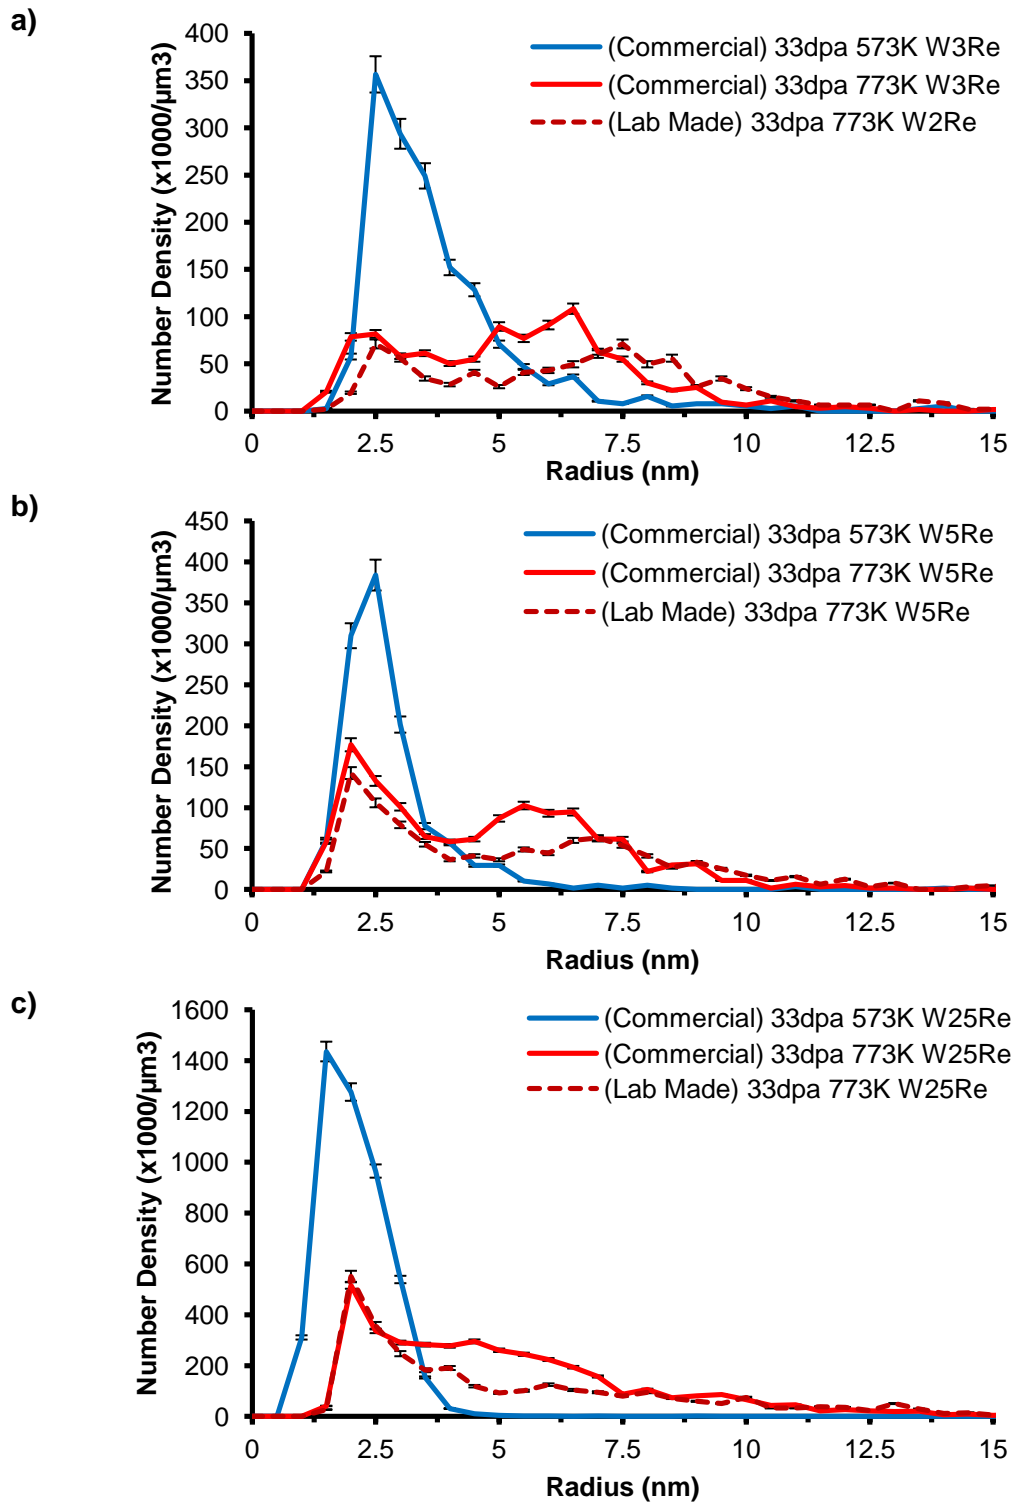 a)
Number Density (x1000/µm3)
400
350
300
250
200
150
100
50
0
(Commercial) 33dpa 573K W3Re
(Commercial) 33dpa 773K W3Re
(Lab Made) 33dpa 773K W2Re
0 2.5 5 7.5 10 12.5 15
Radius (nm)
b)
Number Density (x1000/µm3)
450
400
350
300
250
200
150
100
50
0
(Commercial) 33dpa 573K W5Re
(Commercial) 33dpa 773K W5Re
(Lab Made) 33dpa 773K W5Re
0 2.5 5 7.5 10 12.5 15
Radius (nm)
c)
Number Density (x1000/µm3)
1600
1400
1200
1000
800
600
400
200
0
(Commercial) 33dpa 573K W25Re
(Commercial) 33dpa 773K W25Re
(Lab Made) 33dpa 773K W25Re
0 2.5 5 7.5 10 12.5 15
Radius (nm)